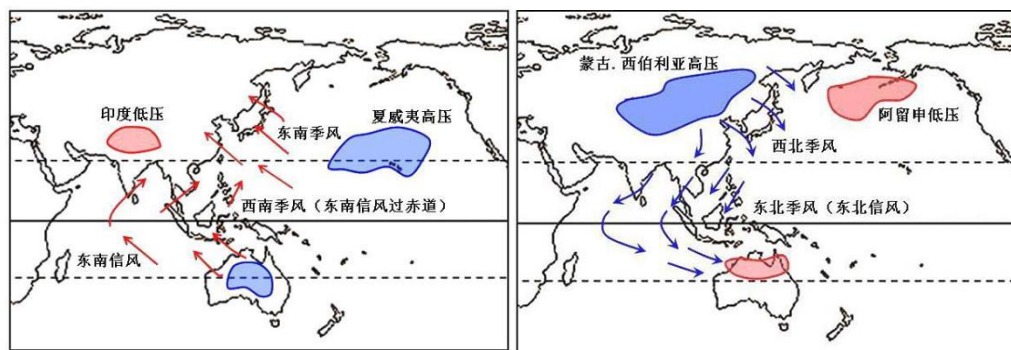 印度低压
夏威夷高压
东南季风
西南季风（东南信风过赤道）
东南信风
蒙古.西伯利亚高压
阿留申低压
西北季风
东北季风（东北信风）